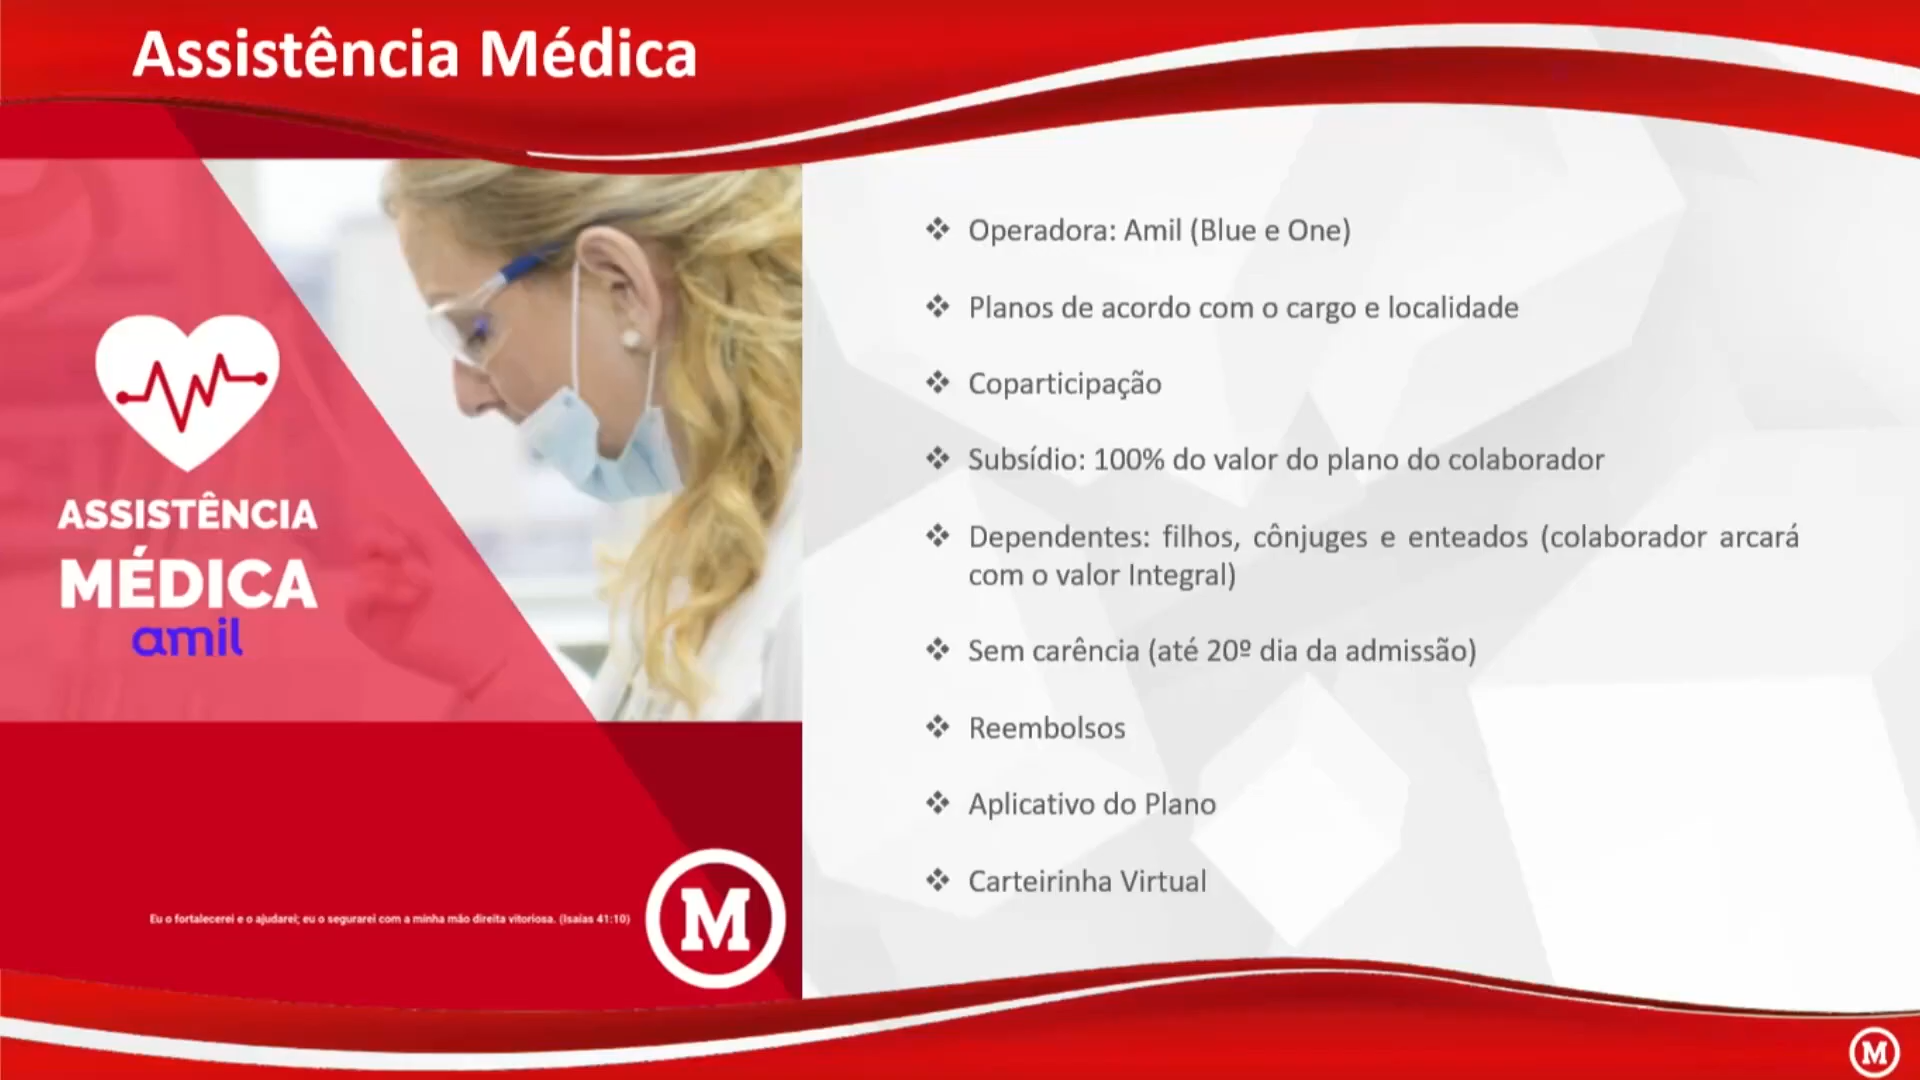 Assistência Médica
ASSISTÊNCIA
MÉDICA
amil
Eu o fortalecerei e o ajudarei; eu o segurarei com a minha mão direita vitoriosa. (Isaías 41:10)
M
❖ Operadora: Amil (Blue e One)
❖ Planos de acordo com o cargo e localidade
❖ Coparticipação
❖ Subsídio: 100% do valor do plano do colaborador
❖ Dependentes: filhos, cônjuges e enteados (colaborador arcará
com o valor Integral)
❖ Sem carência (até 20º dia da admissão)
❖ Reembolsos
❖ Aplicativo do Plano
❖ Carteirinha Virtual
M